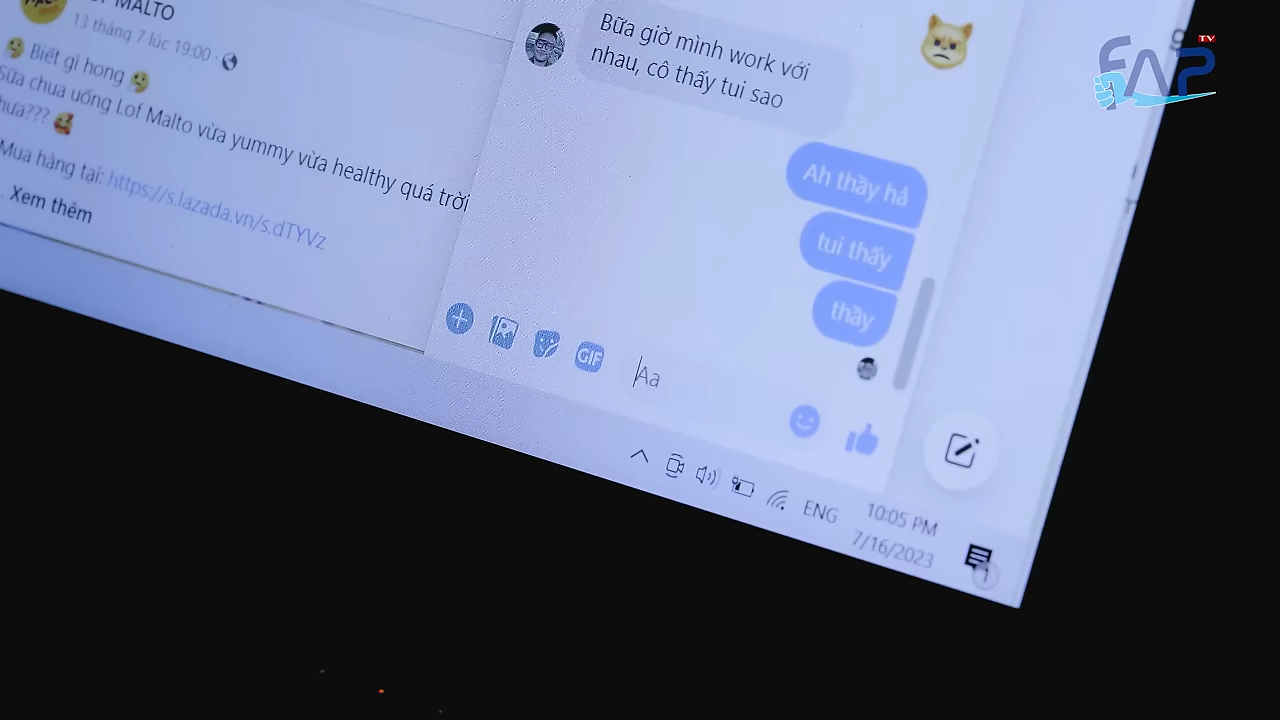 MALTO
13 tháng 7 lúc 19:00 ·
Biết gì hong
Sữa chua uống Lof Malto vừa yummy vừa healthy quá trời
Mua hàng tại: https://s.lazada.vn/s.dTYVz
Xem thêm
Bữa giờ mình work với
nhau, cô thấy tui sao
Ah thầy hả
tui thấy
thầy
GIF
Aa
ENG
10:05 PM
7/16/2023
1
FAP TV